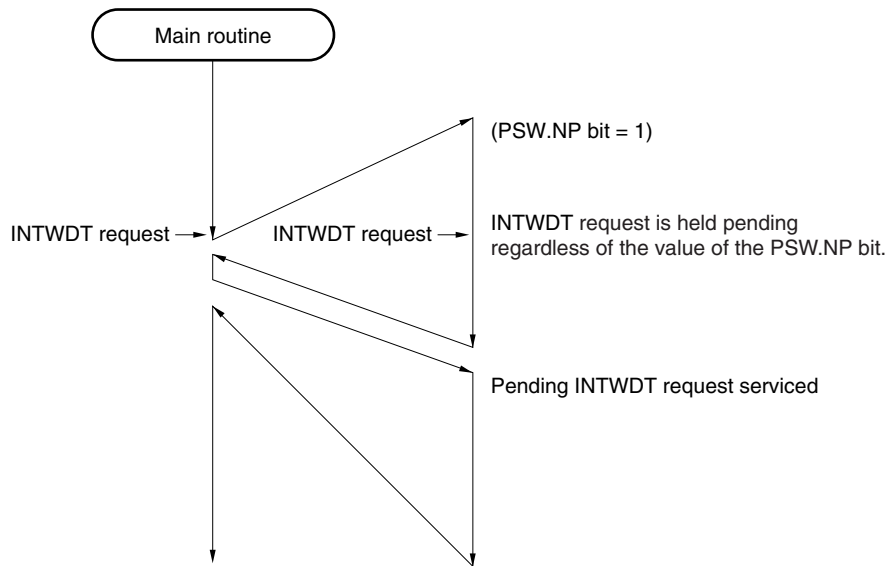 Main routine
(PSW.NP bit = 1)
INTWDT request
INTWDT request
INTWDT request is held pending
regardless of the value of the PSW.NP bit.
Pending INTWDT request serviced